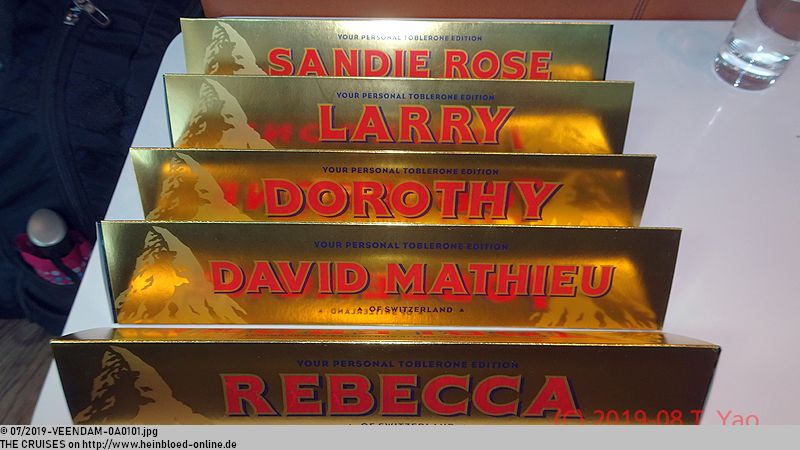 YOUR PERSONAL TOBLERONE EDITION
SANDIE ROSE
YOUR PERSONAL TOBLERONE EDITION
LARRY
YOUR PERSONAL TOBLERONE EDITION
DOROTHY
YOUR PERSONAL TOBLERONE EDITION
DAVID MATHIEU
▲ OF SWITZERLAND ▲
YOUR PERSONAL TOBLERONE EDITION
REBECCA
▲ OF SWITZERLAND ▲
(C) 2019-08 T. Yao
© 07/2019-VEENDAM-0A0101.jpg
THE CRUISES on http://www.heinbloed-online.de